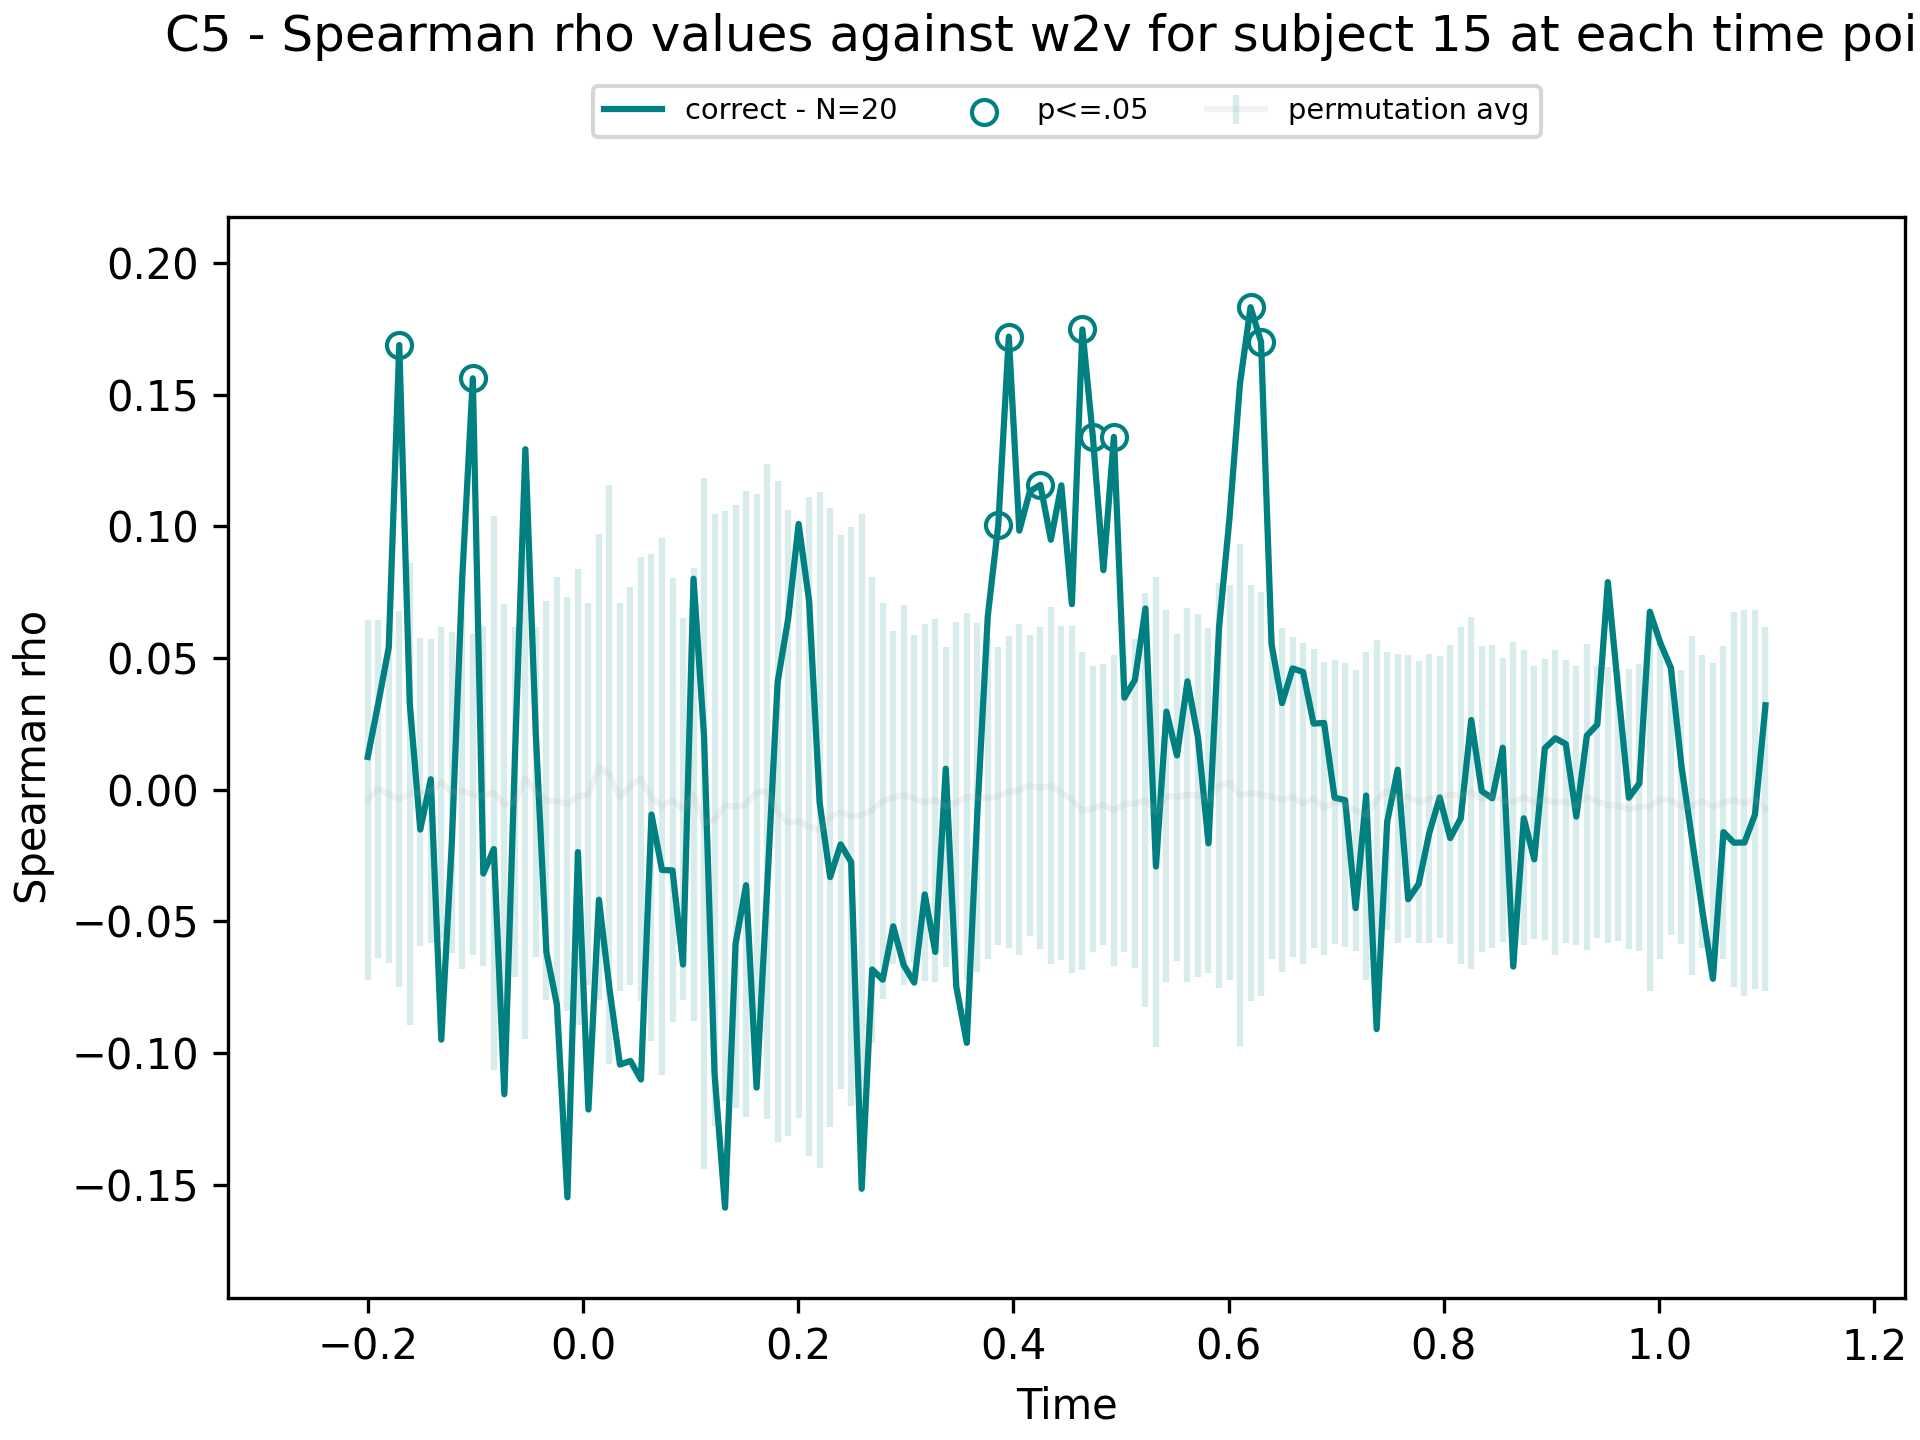 C5 - Spearman rho values against w2v for subject 15 at each time poi
correct - N=20 p<=.05 permutation avg
Spearman rho
0.20
0.15
0.10
0.05
0.00
−0.05
−0.10
−0.15
−0.2 0.0 0.2 0.4 0.6 0.8 1.0 1.2
Time